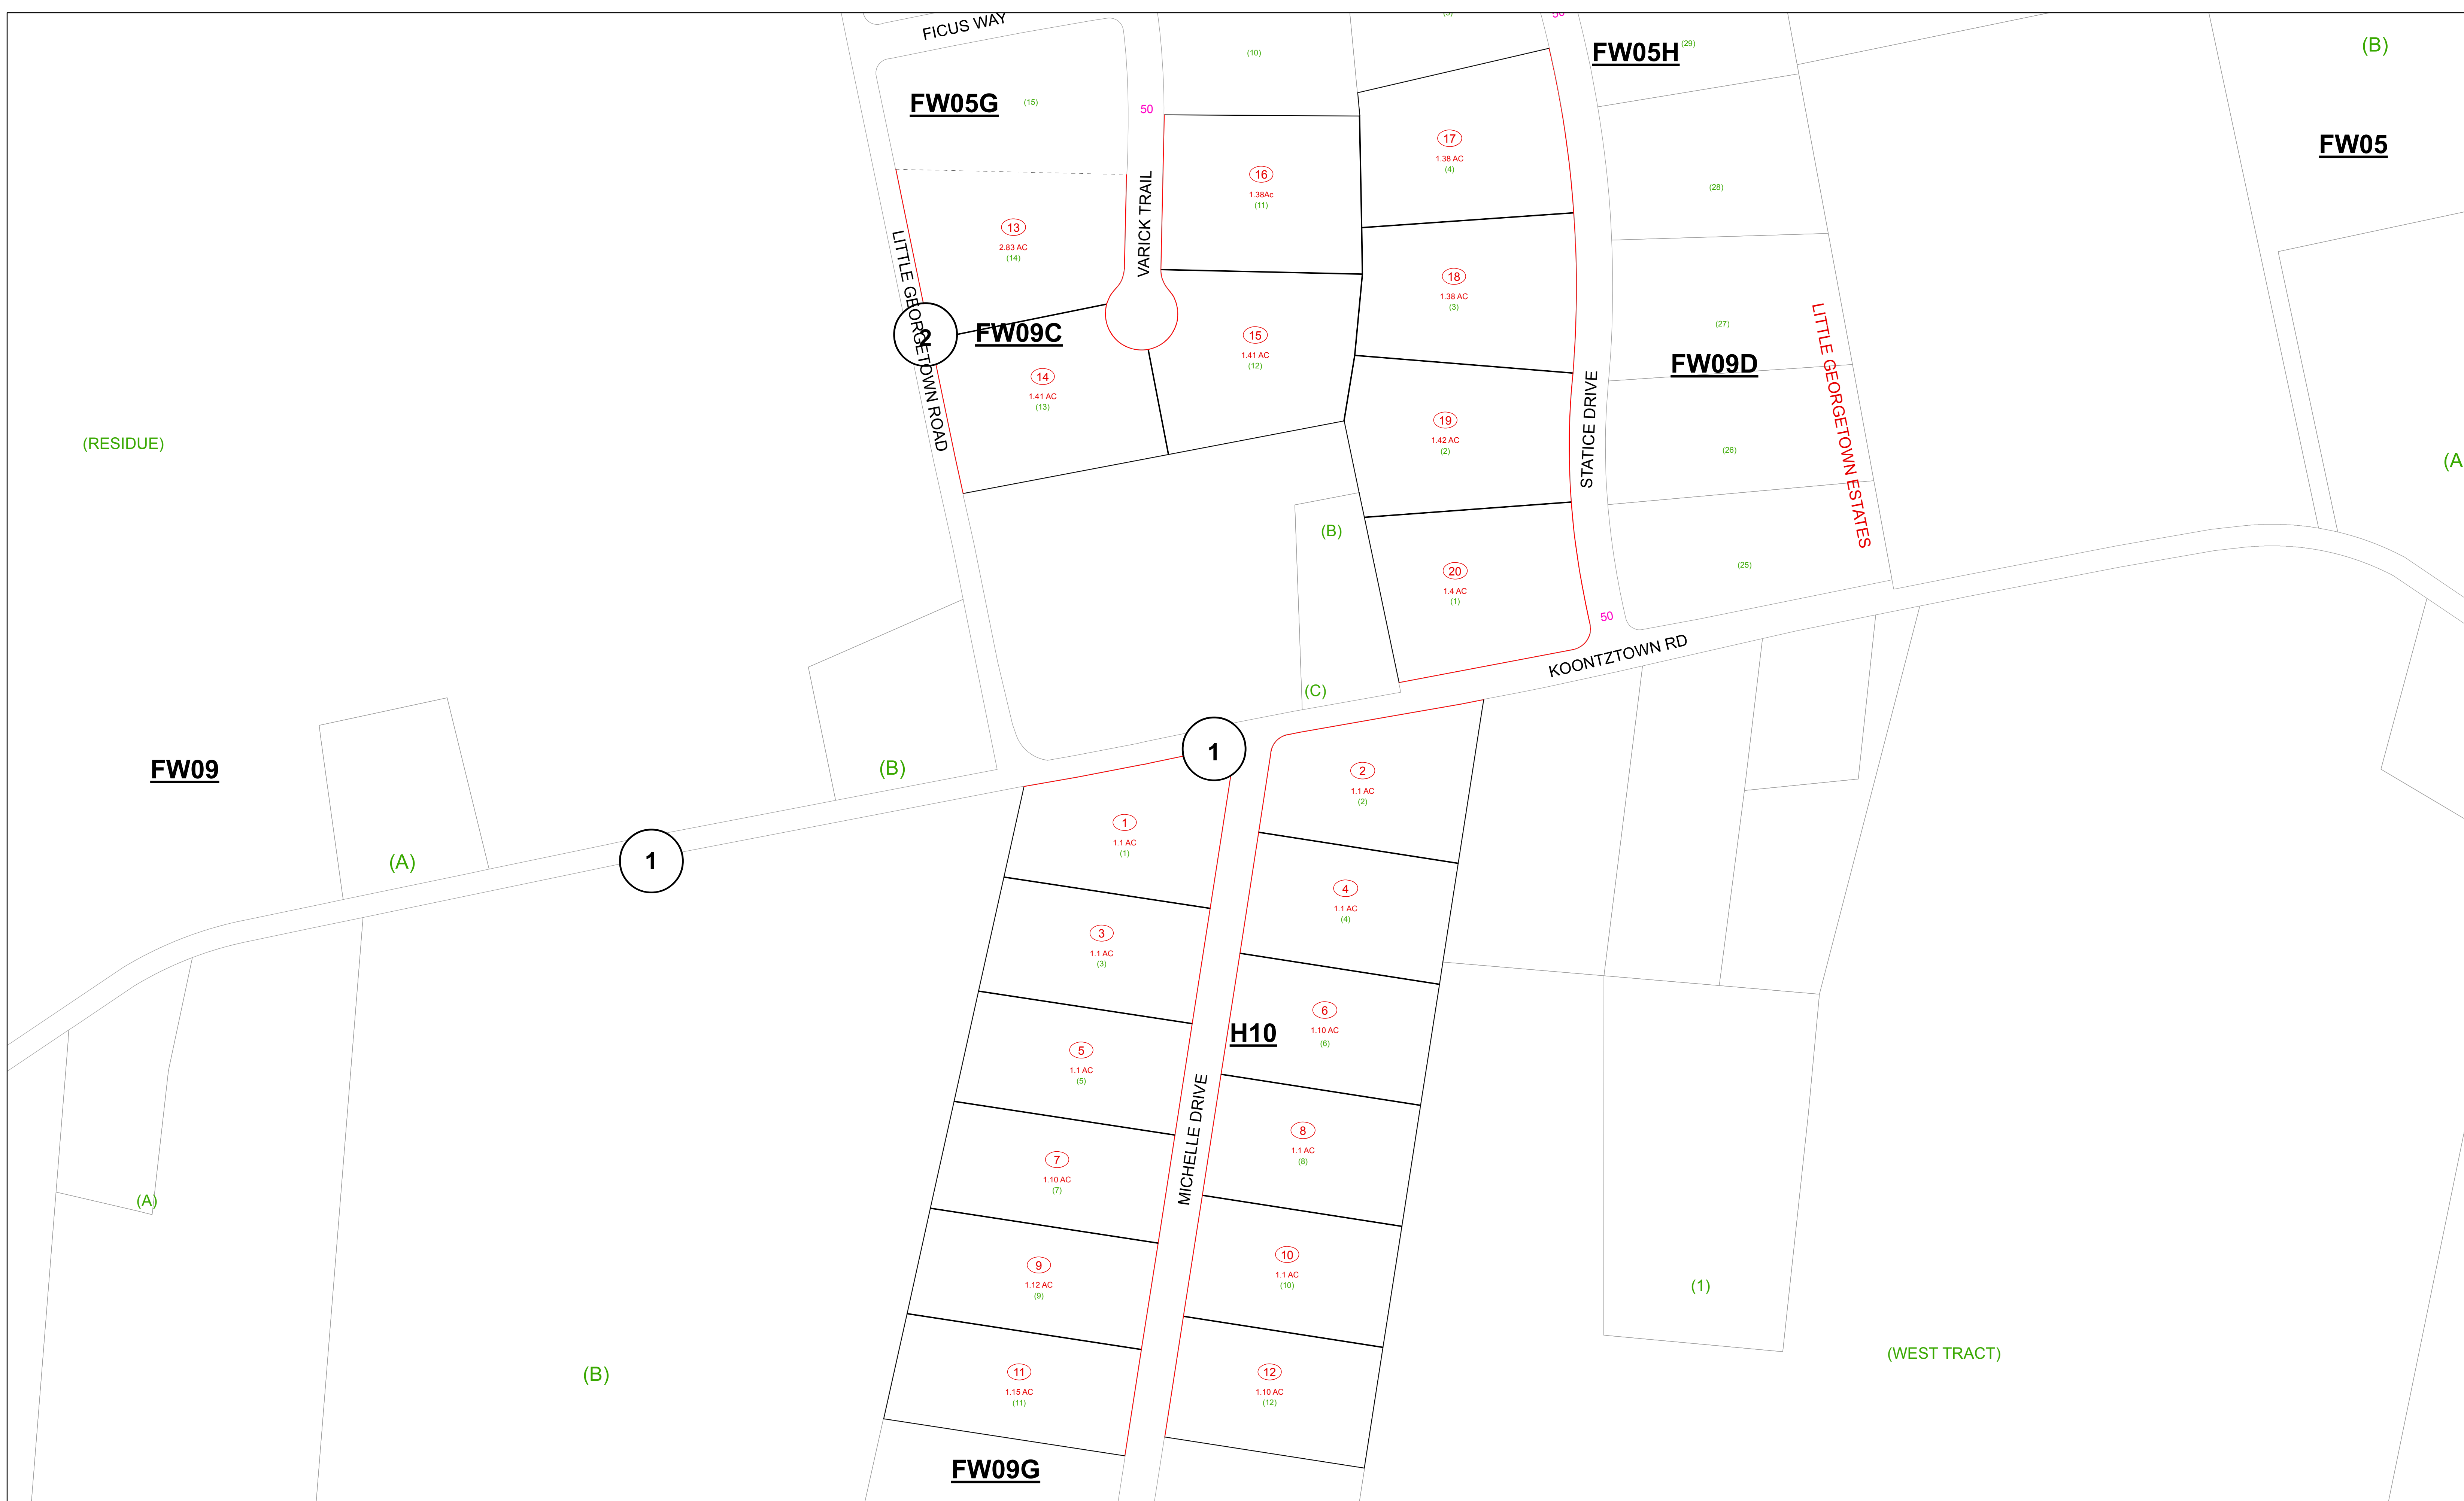 FICUS WAY
(10)
FW05H
(29)
(B)
FW05G
(15)
50
17
1.38 AC
(4)
FW05
16
1.38Ac
(11)
(28)
VARICK TRAIL
13
2.83 AC
(14)
LITTLE GEORGETOWN ROAD
18
1.38 AC
(3)
(27)
LITTLE GEORGETOWN ESTATES
2
FW09C
15
1.41 AC
(12)
FW09D
14
1.41 AC
(13)
STATICE DRIVE
19
1.42 AC
(2)
(RESIDUE)
(26)
(A
(B)
20
1.4 AC
(1)
(25)
50
KOONTZTOWN RD
(C)
1
FW09
(B)
2
1.1 AC
(2)
1
1.1 AC
(1)
(A)
1
4
1.1 AC
(4)
3
1.1 AC
(3)
6
1.10 AC
(6)
H10
5
1.1 AC
(5)
MICHELLE DRIVE
8
1.1 AC
(8)
7
1.10 AC
(7)
(A)
10
1.1 AC
(10)
9
1.12 AC
(9)
(1)
(WEST TRACT)
(B)
11
1.15 AC
(11)
12
1.10 AC
(12)
FW09G